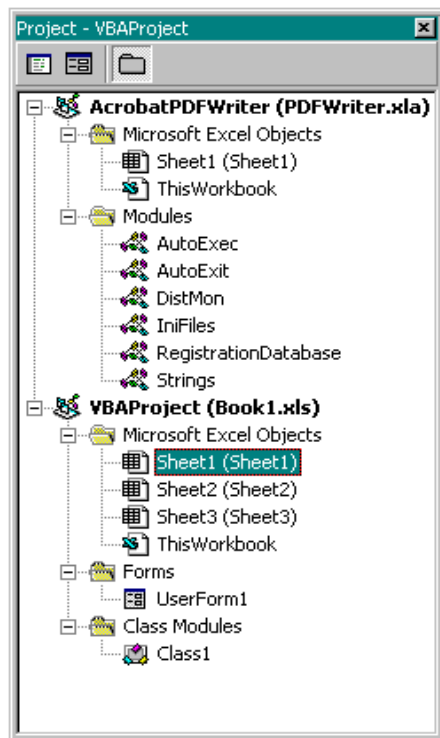 Project - VBAProject
AcrobatPDFWriter (PDFWriter.xla)
Microsoft Excel Objects
Sheet1 (Sheet1)
ThisWorkbook
Modules
AutoExec
AutoExit
DistMon
IniFiles
RegistrationDatabase
Strings
VBAProject (Book1.xls)
Microsoft Excel Objects
Sheet1 (Sheet1)
Sheet2 (Sheet2)
Sheet3 (Sheet3)
ThisWorkbook
Forms
UserForm1
Class Modules
Class1